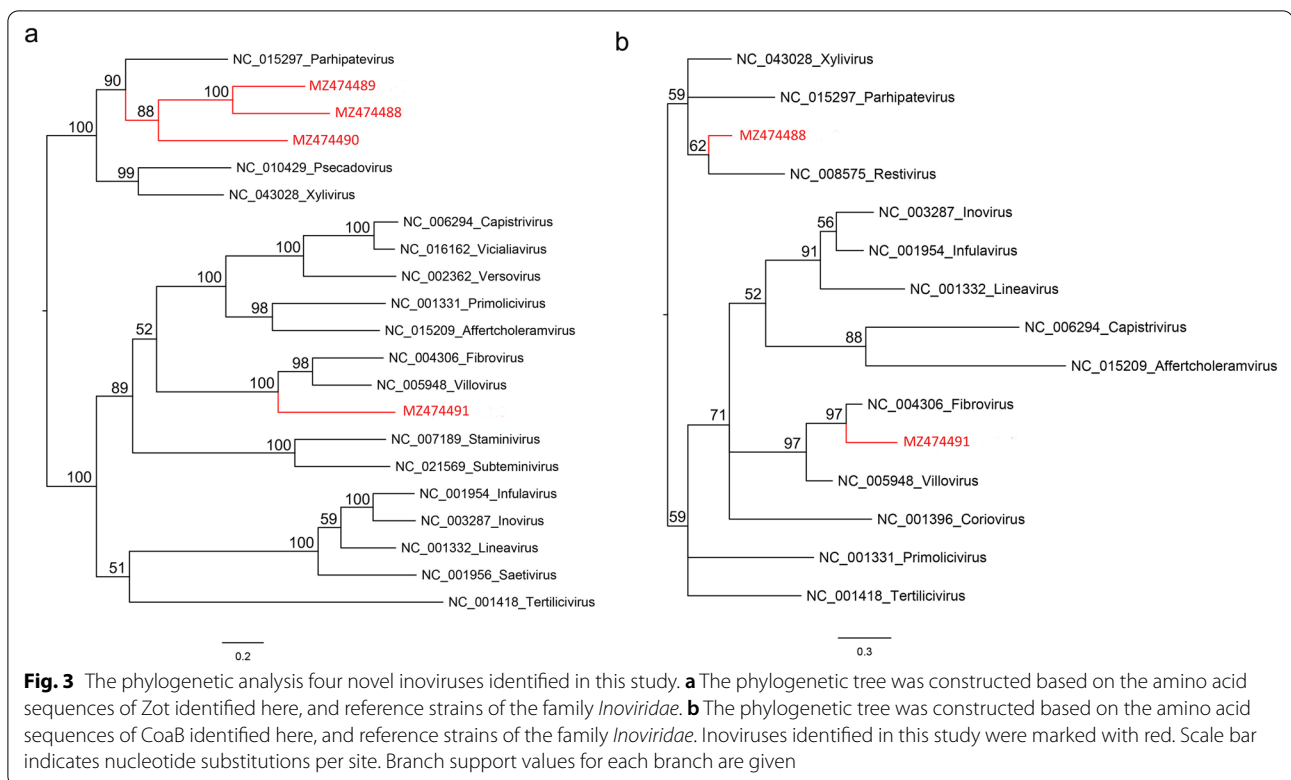 a
100
90
NC_015297_Parhipatevirus
88
100
MZ474489
MZ474488
MZ474490
99
NC_010429_Psecadovirus
NC_043028_Xylivirus
100
89
52
100
100
100
NC_006294_Capistrivirus
NC_016162_Vicialiavirus
NC_002362_Versovirus
98
NC_001331_Primolicivirus
NC_015209_Affertcholeramvirus
100
98
NC_004306_Fibrovirus
NC_005948_Villovirus
MZ474491
100
NC_007189_Staminivirus
NC_021569_Subteminivirus
51
100
59
100
NC_001954_Infulavirus
NC_003287_Inovirus
NC_001332_Lineavirus
NC_001956_Saetivirus
NC_001418_Tertilicivirus
0.2
b
59
NC_043028_Xylivirus
NC_015297_Parhipatevirus
62
MZ474488
NC_008575_Restivirus
59
71
52
91
56
NC_003287_Inovirus
NC_001954_Infulavirus
NC_001332_Lineavirus
88
NC_006294_Capistrivirus
NC_015209_Affertcholeramvirus
97
97
NC_004306_Fibrovirus
MZ474491
NC_005948_Villovirus
NC_001396_Coriovirus
NC_001331_Primolicivirus
NC_001418_Tertilicivirus
0.3
Fig. 3 The phylogenetic analysis four novel inoviruses identified in this study. a The phylogenetic tree was constructed based on the amino acid
sequences of Zot identified here, and reference strains of the family Inoviridae. b The phylogenetic tree was constructed based on the amino acid
sequences of CoaB identified here, and reference strains of the family Inoviridae. Inoviruses identified in this study were marked with red. Scale bar
indicates nucleotide substitutions per site. Branch support values for each branch are given